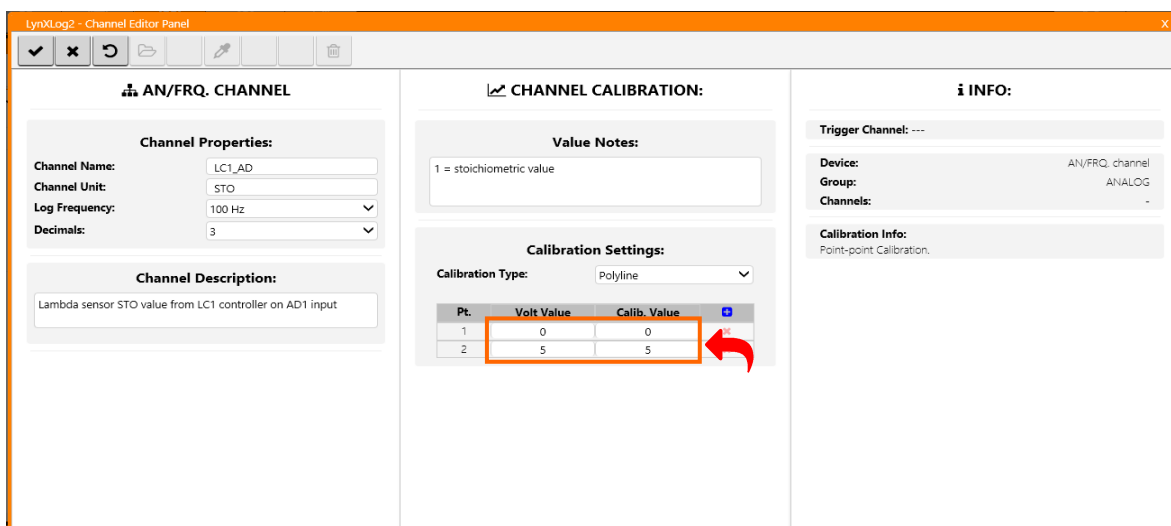 LynXLog2 - Channel Editor Panel
X
AN/FRQ. CHANNEL
Channel Properties:
Channel Name: LC1_AD
Channel Unit: STO
Log Frequency: 100 Hz
Decimals: 3
Channel Description:
Lambda sensor STO value from LC1 controller on AD1 input
CHANNEL CALIBRATION:
Value Notes:
1 = stoichiometric value
Calibration Settings:
Calibration Type: Polyline
Pt. Volt Value Calib. Value
1 0 0
2 5 5
INFO:
Trigger Channel: ---
Device: AN/FRQ. channel
Group: ANALOG
Channels: -
Calibration Info:
Point-point Calibration.